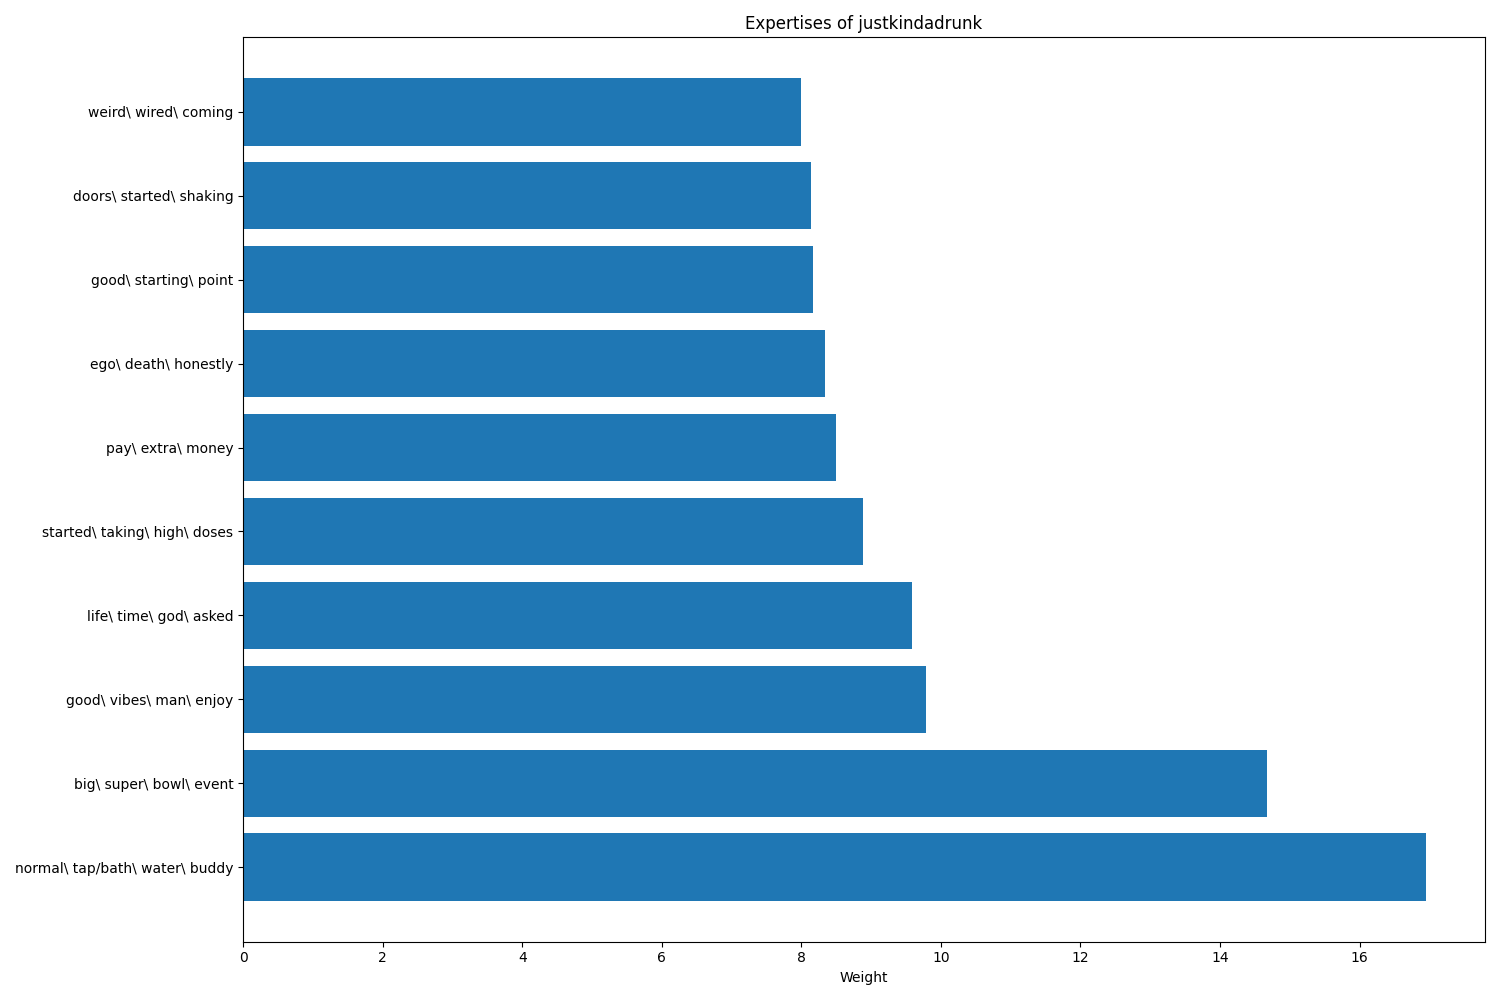 Expertises of justkindadrunk
weird\ wired\ coming
doors\ started\ shaking
good\ starting\ point
ego\ death\ honestly
pay\ extra\ money
started\ taking\ high\ doses
life\ time\ god\ asked
good\ vibes\ man\ enjoy
big\ super\ bowl\ event
normal\ tap/bath\ water\ buddy
0 2 4 6 8 10 12 14 16
Weight